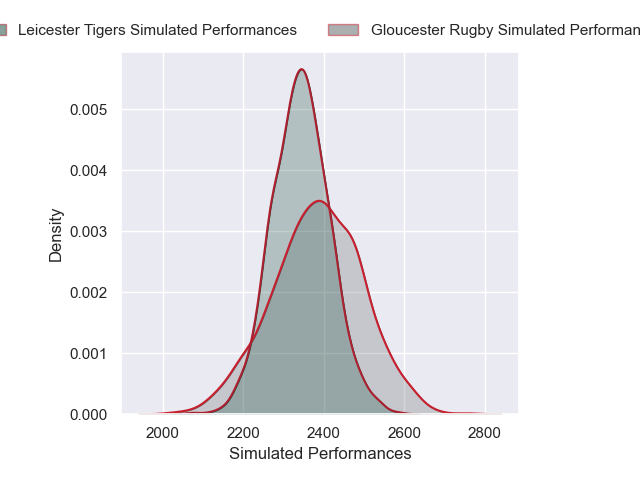 Leicester Tigers Simulated Performances Gloucester Rugby Simulated Performan
0.005
0.004
0.003
0.002
0.001
0.000
Density
2000 2200 2400 2600 2800
Simulated Performances